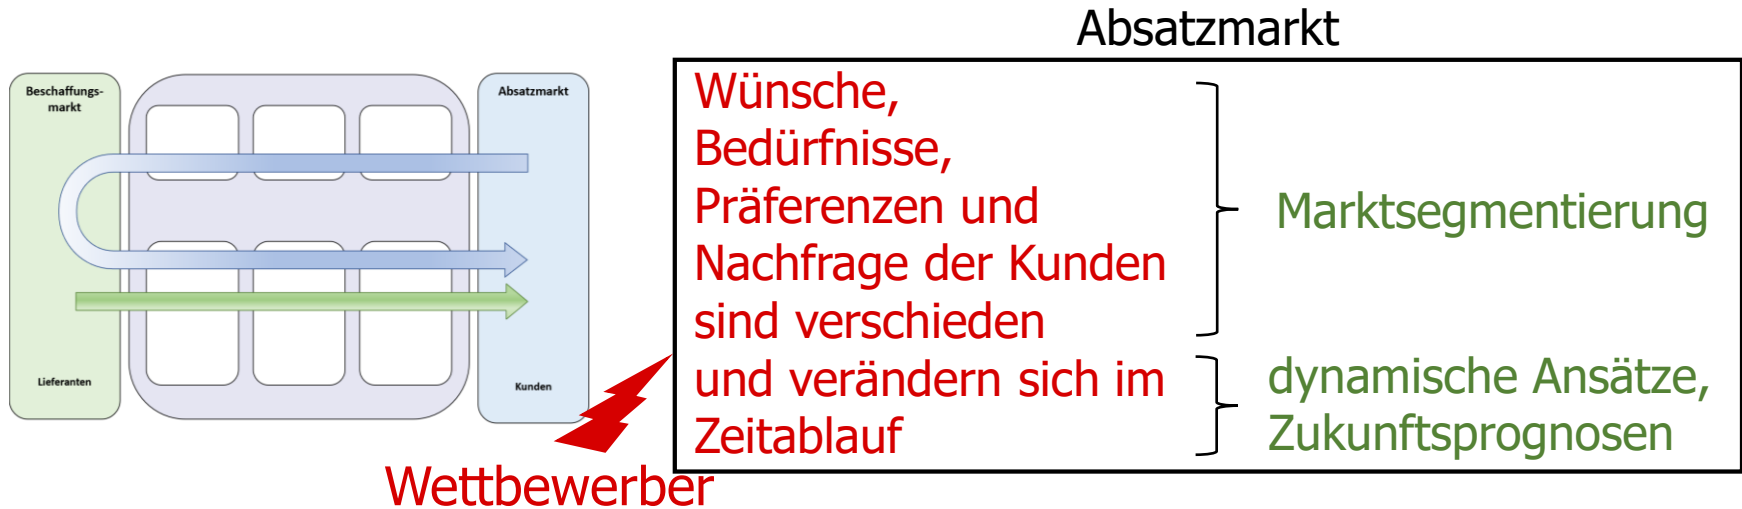 Absatzmarkt
Beschaffungs-
markt
Absatzmarkt
Lieferanten
Kunden
Wettbewerber
Wünsche,
Bedürfnisse,
Präferenzen und
Nachfrage der Kunden
sind verschieden
und verändern sich im
Zeitablauf
Marktsegmentierung
dynamische Ansätze,
Zukunftsprognosen